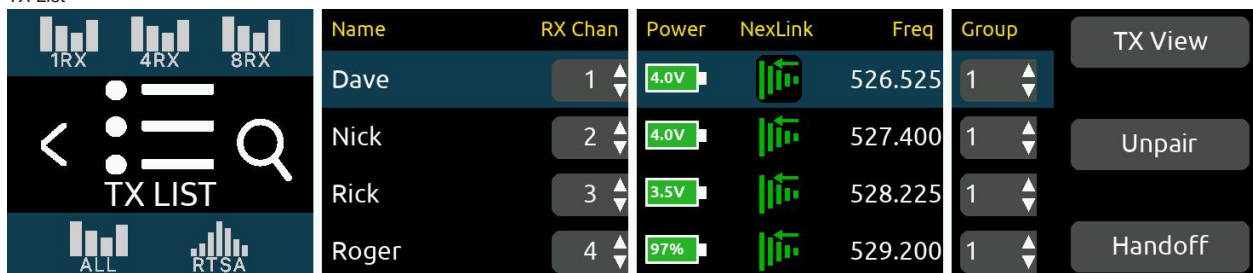 TX List
1RX 4RX 8RX
TX LIST
ALL RTSA
Name RX Chan Power NexLink Freq Group
Dave 1 4.0V 526.525 1
Nick 2 4.0V 527.400 1
Rick 3 3.5V 528.225 1
Roger 4 97% 529.200 1
TX View
Unpair
Handoff